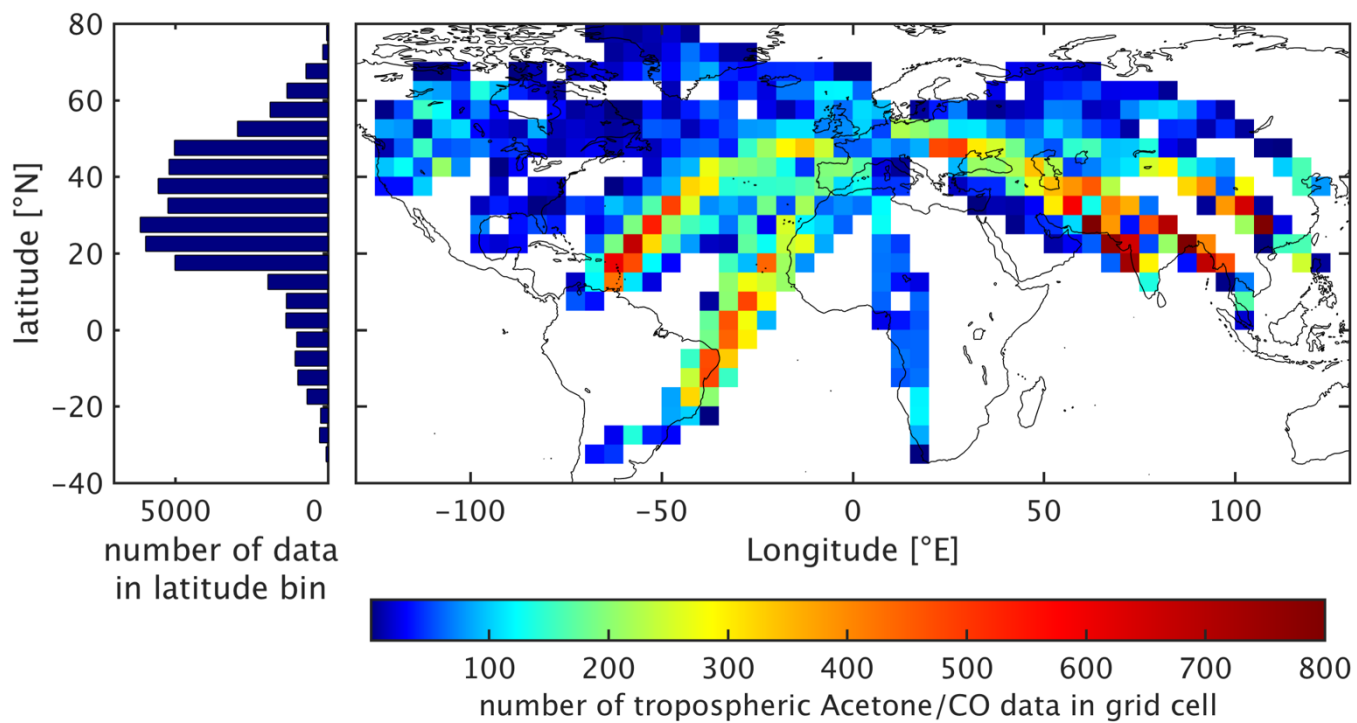 80
60
40
20
0
−20
−40
latitude [°N]
5000 0
number of data
in latitude bin
−100 −50 0 50 100
Longitude [°E]
100 200 300 400 500 600 700 800
number of tropospheric Acetone/CO data in grid cell